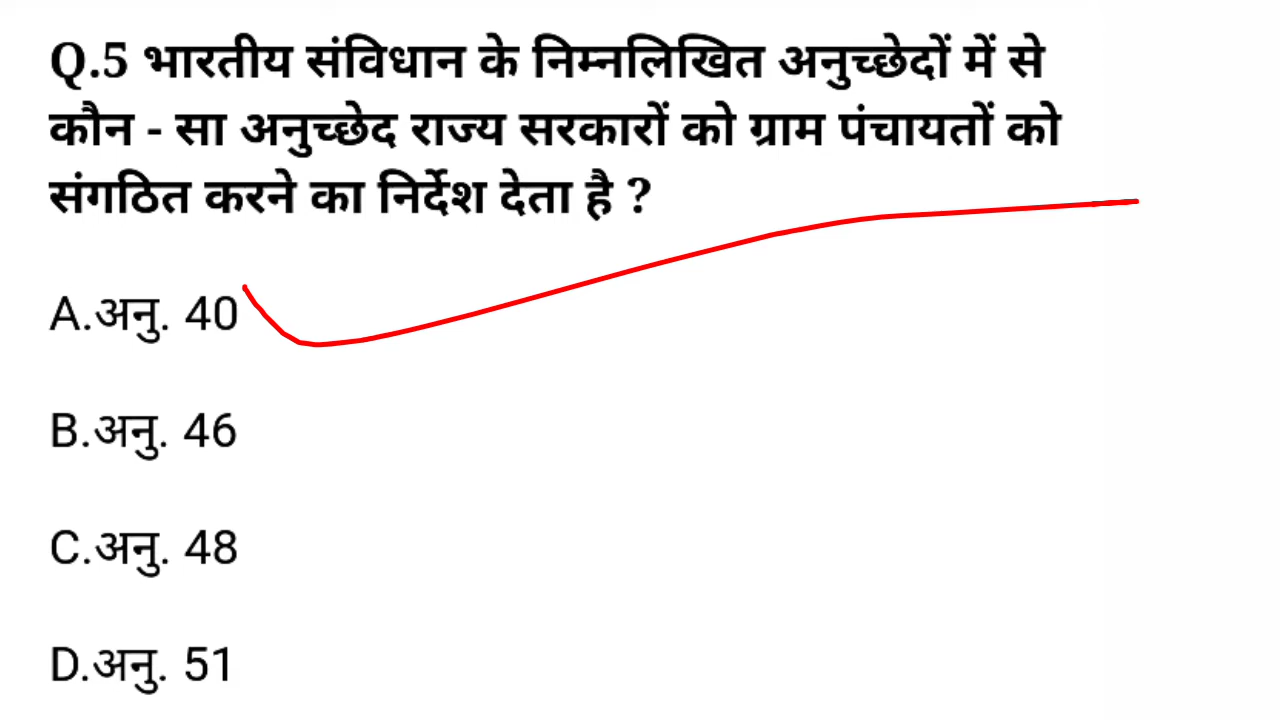 Q.5 भारतीय संविधान के निम्नलिखित अनुच्छेदों में से
कौन - सा अनुच्छेद राज्य सरकारों को ग्राम पंचायतों को
संगठित करने का निर्देश देता है ?
A.अनु. 40
B.अनु. 46
C.अनु. 48
D.अनु. 51